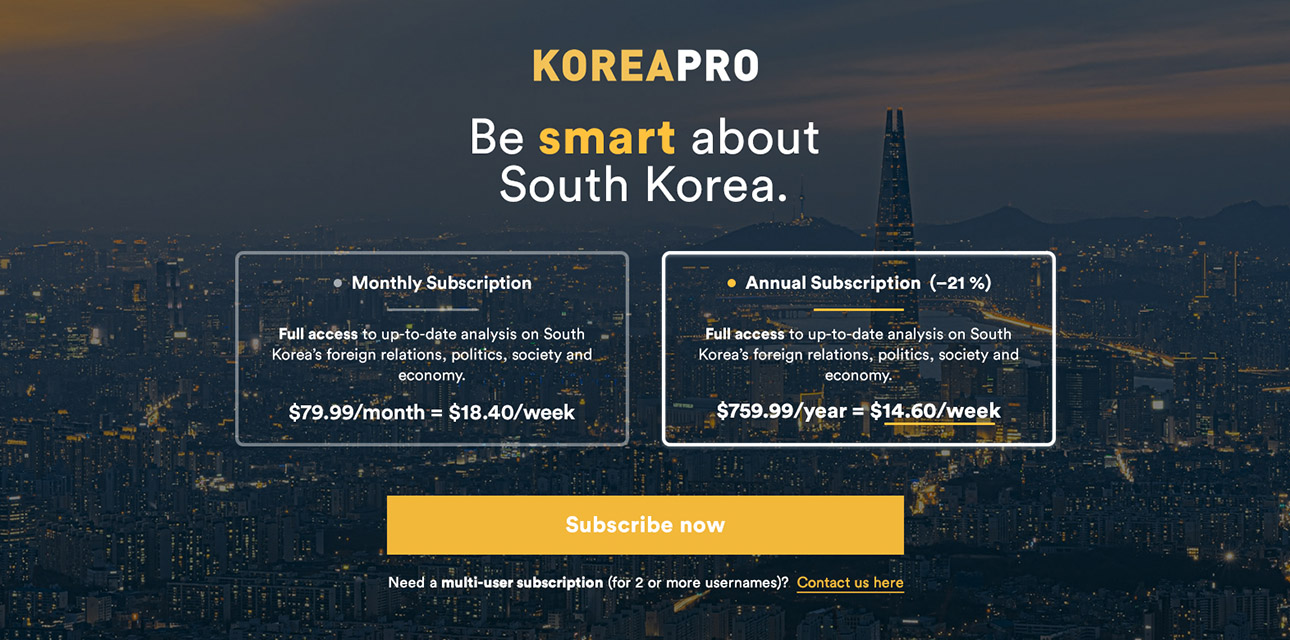 KOREAPRO
Be smart about
South Korea.
Monthly Subscription
Full access to up-to-date analysis on South
Korea’s foreign relations, politics, society and
economy.
$79.99/month = $18.40/week
Annual Subscription (–21 %)
Full access to up-to-date analysis on South
Korea’s foreign relations, politics, society and
economy.
$759.99/year = $14.60/week
Subscribe now
Need a multi-user subscription (for 2 or more usernames)? Contact us here